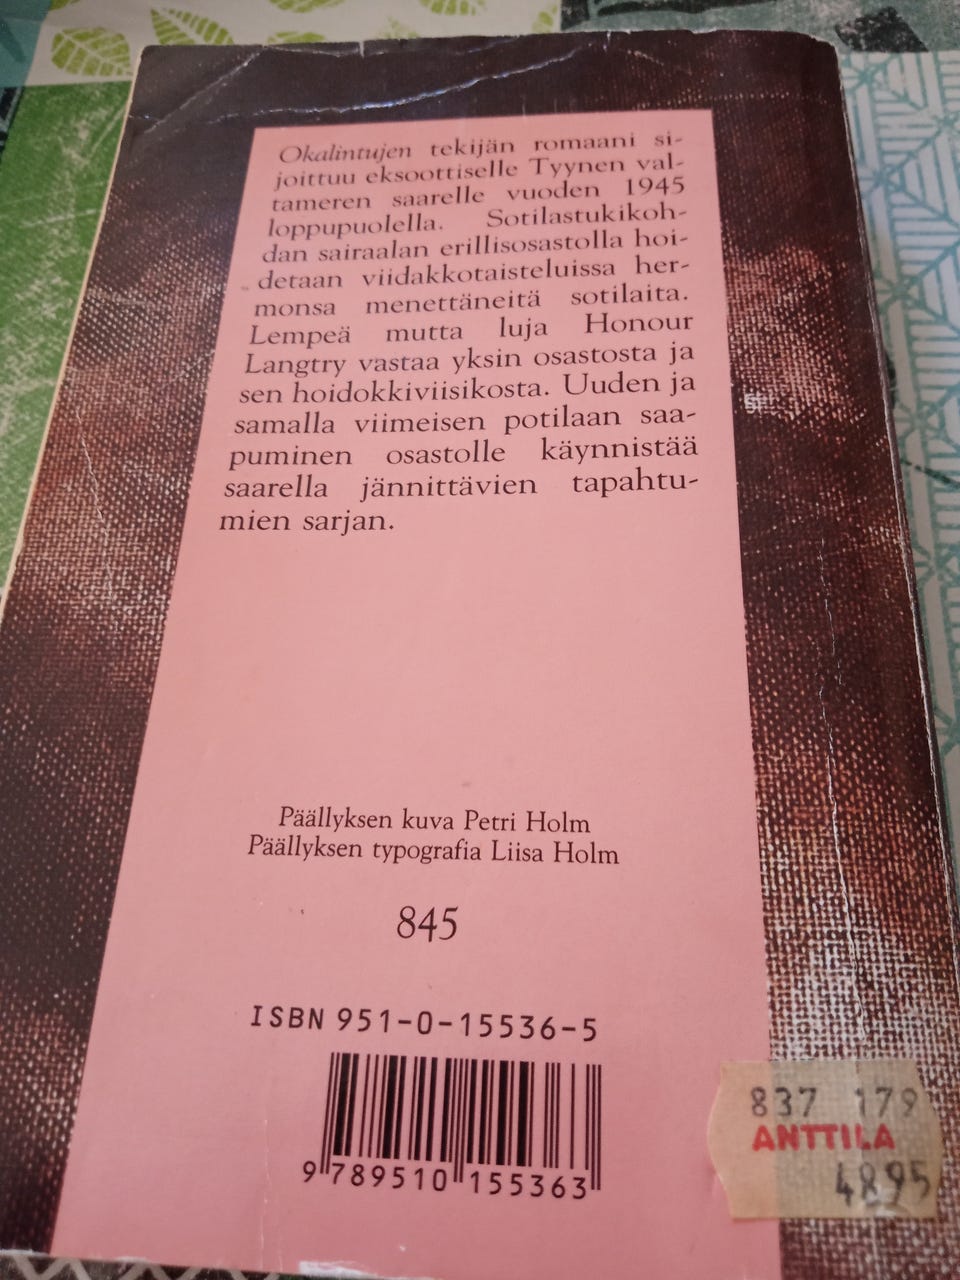 Okalintujen tekijän romaani si-
joittuu eksoottiselle Tyynen val-
tameren saarelle vuoden 1945
loppupuolella. Sotilastukikoh-
dan sairaalan erillisosastolla hoi-
detaan viidakkotaisteluissa her-
monsa menettäneitä sotilaita.
Lempeä mutta luja Honour
Langtry vastaa yksin osastosta ja
sen hoidokkiviisikosta. Uuden ja
samalla viimeisen potilaan saa-
puminen osastolle käynnistää
saarella jännittävien tapahtu-
mien sarjan.
Päällyksen kuva Petri Holm
Päällyksen typografia Liisa Holm
845
ISBN 951-0-15536-5
9 789510 155363
837 179
ANTTILA
4895